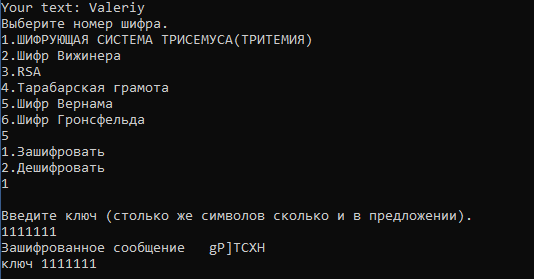 Your text: Valeriy
Выберите номер шифра.
1.ШИФРУЮЩАЯ СИСТЕМА ТРИСЕМУСА(ТРИТЕМИЯ)
2.Шифр Вижинера
3.RSA
4.Тарабарская грамота
5.Шифр Вернама
6.Шифр Гронсфельда
5
1.Зашифровать
2.Дешифровать
1
Введите ключ (столько же символов сколько и в предложении).
1111111
Зашифрованное сообщение   gP]TCXH
ключ 1111111